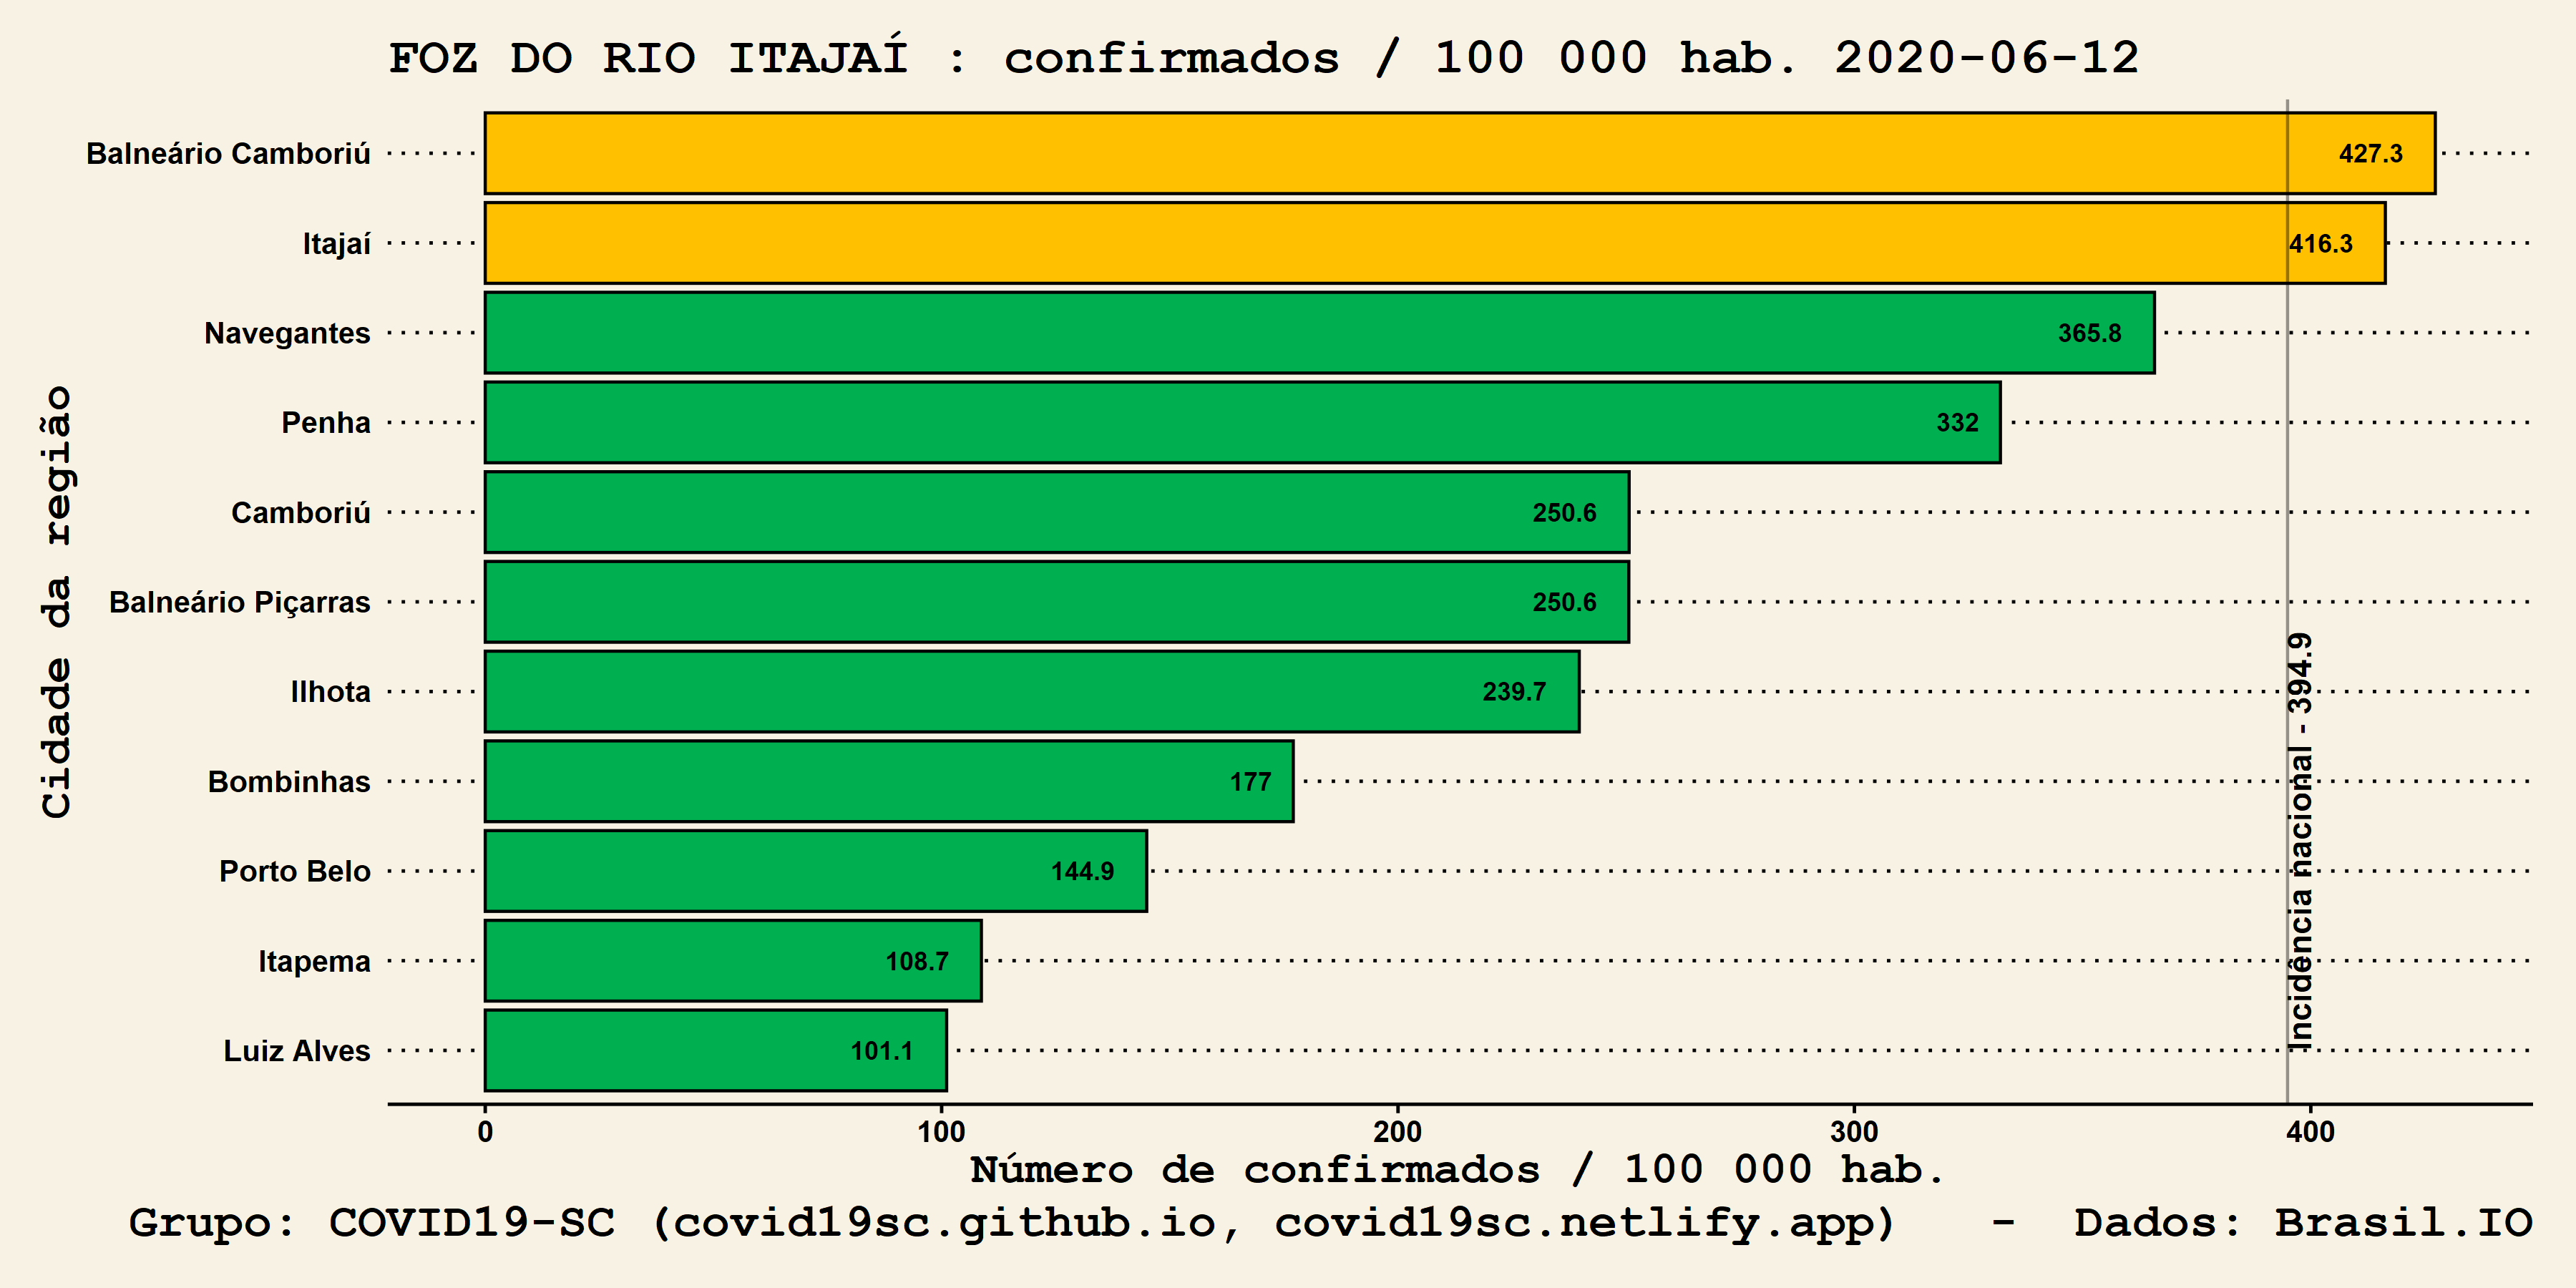 FOZ DO RIO ITAJAÍ : confirmados / 100 000 hab. 2020-06-12
Cidade da região
Balneário Camboriú 427.3
Itajaí 416.3
Navegantes 365.8
Penha 332
Camboriú 250.6
Balneário Piçarras 250.6
Ilhota 239.7
Bombinhas 177
Porto Belo 144.9
Itapema 108.7
Luiz Alves 101.1
Incidência nacional - 394.9
0 100 200 300 400
Número de confirmados / 100 000 hab.
Grupo: COVID19-SC (covid19sc.github.io, covid19sc.netlify.app) - Dados: Brasil.IO